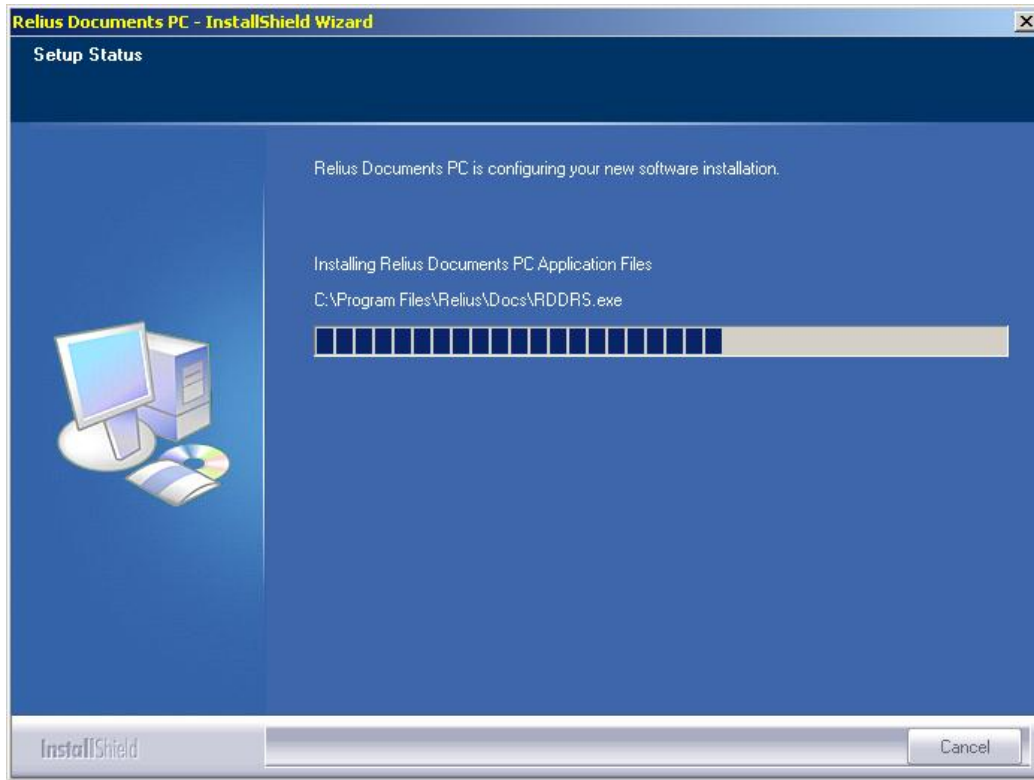 Relius Documents PC - InstallShield Wizard
Setup Status
Relius Documents PC is configuring your new software installation.
Installing Relius Documents PC Application Files
C:\Program Files\Relius\Docs\RDDRS.exe
InstallShield
Cancel